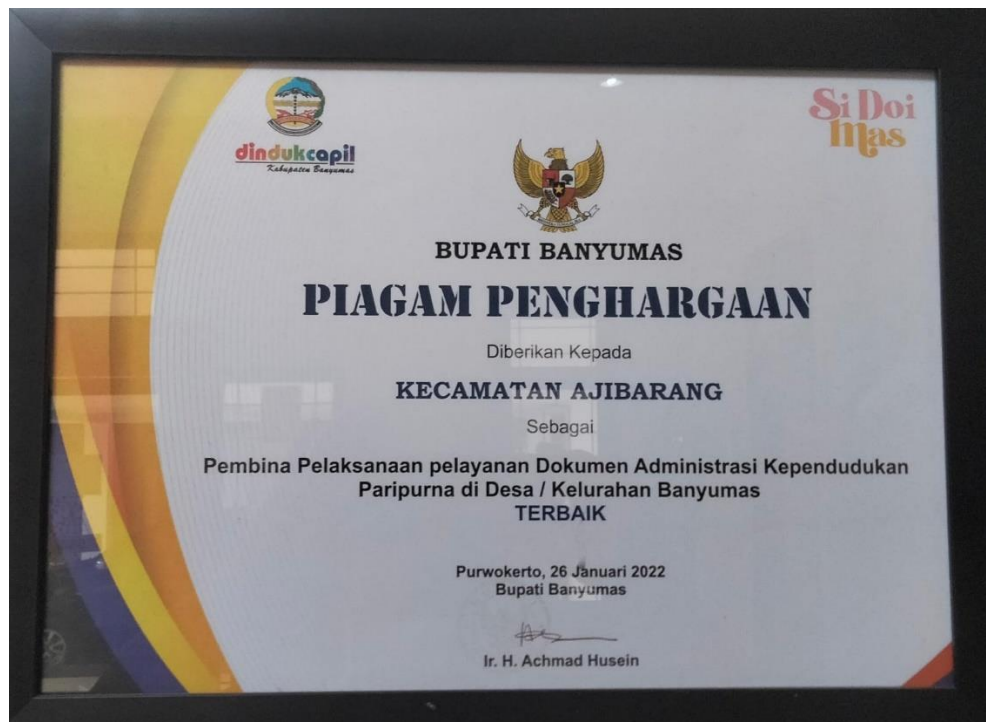 dindukcapil
Kabupaten Banyumas
Si Doi
Mas
BUPATI BANYUMAS
PIAGAM PENGHARGAAN
Diberikan Kepada
KECAMATAN AJIBARANG
Sebagai
Pembina Pelaksanaan pelayanan Dokumen Administrasi Kependudukan
Paripurna di Desa / Kelurahan Banyumas
TERBAIK
Purwokerto, 26 Januari 2022
Bupati Banyumas
Ir. H. Achmad Husein